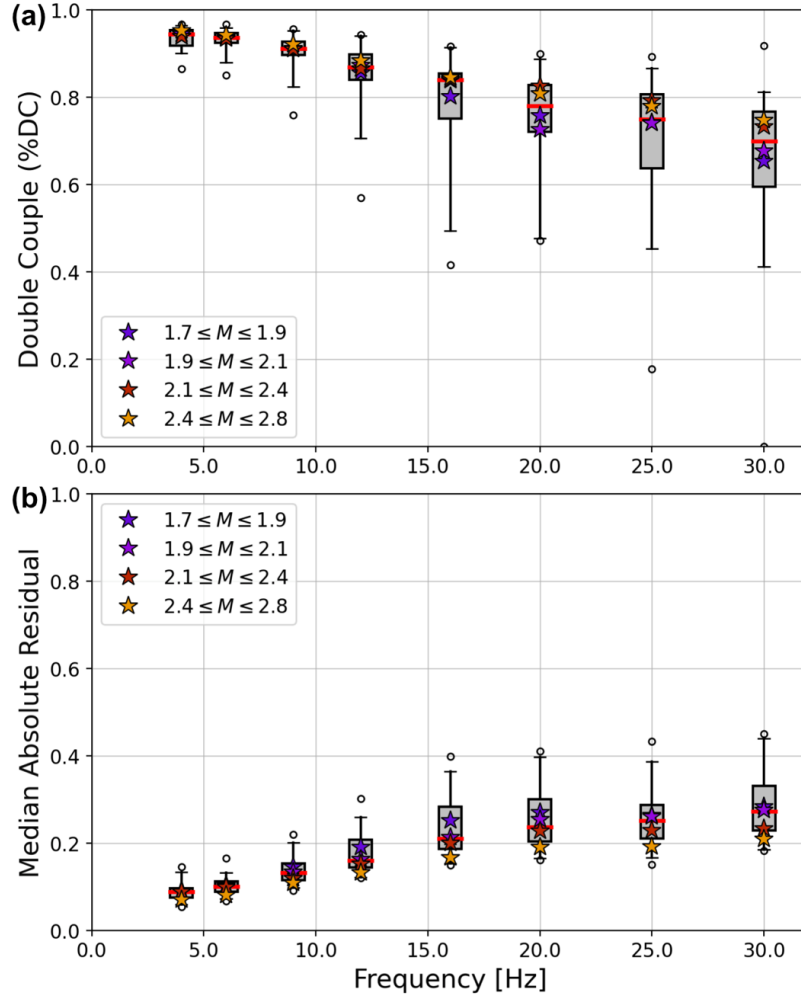 (a)
1.0
0.8
0.6
0.4
0.2
0.0
Double Couple (%DC)
1.7 ≤ M ≤ 1.9
1.9 ≤ M ≤ 2.1
2.1 ≤ M ≤ 2.4
2.4 ≤ M ≤ 2.8
0.0 5.0 10.0 15.0 20.0 25.0 30.0
(b)
1.0
0.8
0.6
0.4
0.2
0.0
Median Absolute Residual
1.7 ≤ M ≤ 1.9
1.9 ≤ M ≤ 2.1
2.1 ≤ M ≤ 2.4
2.4 ≤ M ≤ 2.8
0.0 5.0 10.0 15.0 20.0 25.0 30.0
Frequency [Hz]